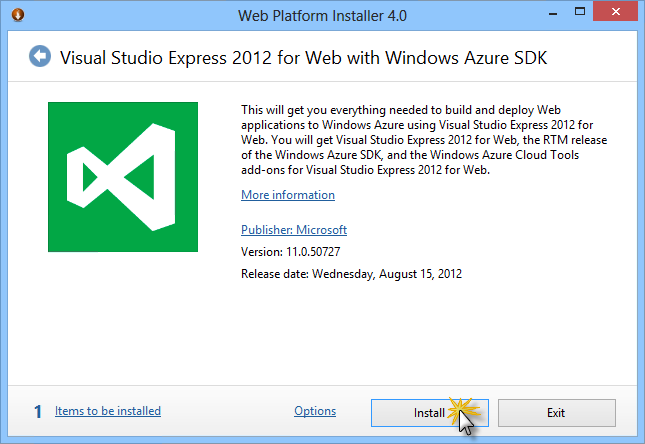 Web Platform Installer 4.0
Visual Studio Express 2012 for Web with Windows Azure SDK
This will get you everything needed to build and deploy Web
applications to Windows Azure using Visual Studio Express 2012 for
Web. You will get Visual Studio Express 2012 for Web, the RTM release
of the Windows Azure SDK, and the Windows Azure Cloud Tools
add-ons for Visual Studio Express 2012 for Web.
More information
Publisher: Microsoft
Version: 11.0.50727
Release date: Wednesday, August 15, 2012
1 Items to be installed Options Install Exit